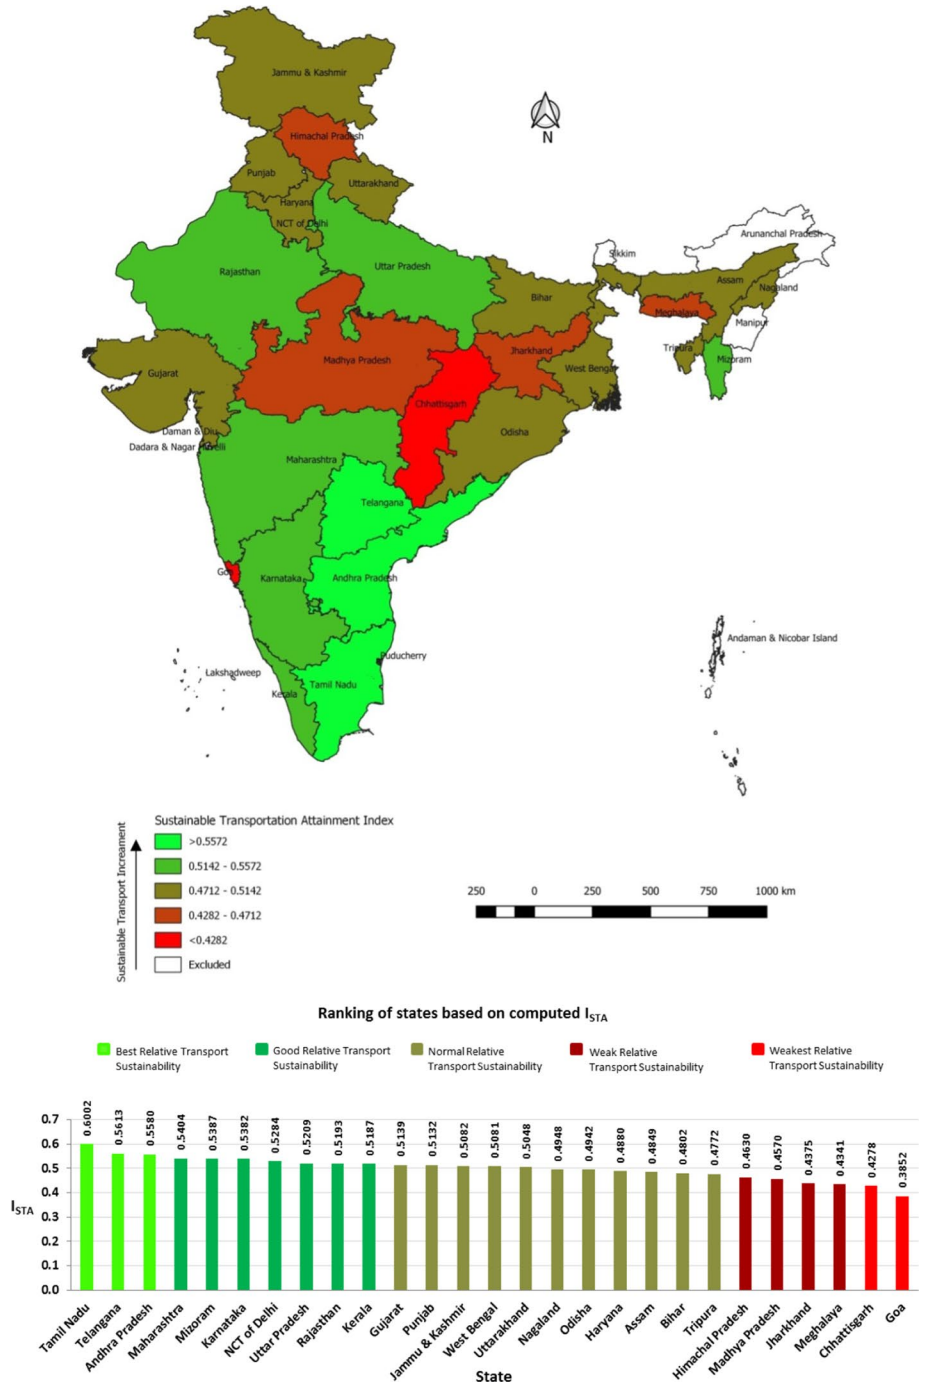 Jammu & Kashmir
N
Himachal Pradesh
Punjab
Uttarakhand
Haryana
NCT of Delhi
Arunanchal Pradesh
Sikkim
Rajasthan
Uttar Pradesh
Assam
Nagaland
Bihar
Meghalaya
Manipur
Tripura
Mizoram
Jharkhand
Madhya Pradesh
West Bengal
Gujarat
Chhattisgarh
Daman & Diu
Odisha
Dadara & Nagar Havelli
Maharashtra
Telangana
Goa
Karnataka
Andhra Pradesh
Andaman & Nicobar Island
Puducherry
Lakshadweep
Tamil Nadu
Kerala
Sustainable Transport Increament
Sustainable Transportation Attainment Index
>0.5572
0.5142 - 0.5572
0.4712 - 0.5142
0.4282 - 0.4712
<0.4282
Excluded
250 0 250 500 750 1000 km
Ranking of states based on computed ISTA
Best Relative Transport
Sustainability
Good Relative Transport
Sustainability
Normal Relative
Transport Sustainability
Weak Relative
Transport Sustainability
Weakest Relative
Transport Sustainability
ISTA
0.7
0.6
0.5
0.4
0.3
0.2
0.1
0.0
0.6002
0.5613
0.5580
0.5404
0.5387
0.5382
0.5284
0.5209
0.5193
0.5187
0.5139
0.5132
0.5082
0.5081
0.5048
0.4948
0.4942
0.4880
0.4849
0.4802
0.4772
0.4630
0.4570
0.4375
0.4341
0.4278
0.3852
Tamil Nadu
Telangana
Andhra Pradesh
Maharashtra
Mizoram
Karnataka
NCT of Delhi
Uttar Pradesh
Rajasthan
Kerala
Gujarat
Punjab
Jammu & Kashmir
West Bengal
Uttarakhand
Nagaland
Odisha
Haryana
Assam
Bihar
Tripura
Himachal Pradesh
Madhya Pradesh
Jharkhand
Meghalaya
Chhattisgarh
Goa
State